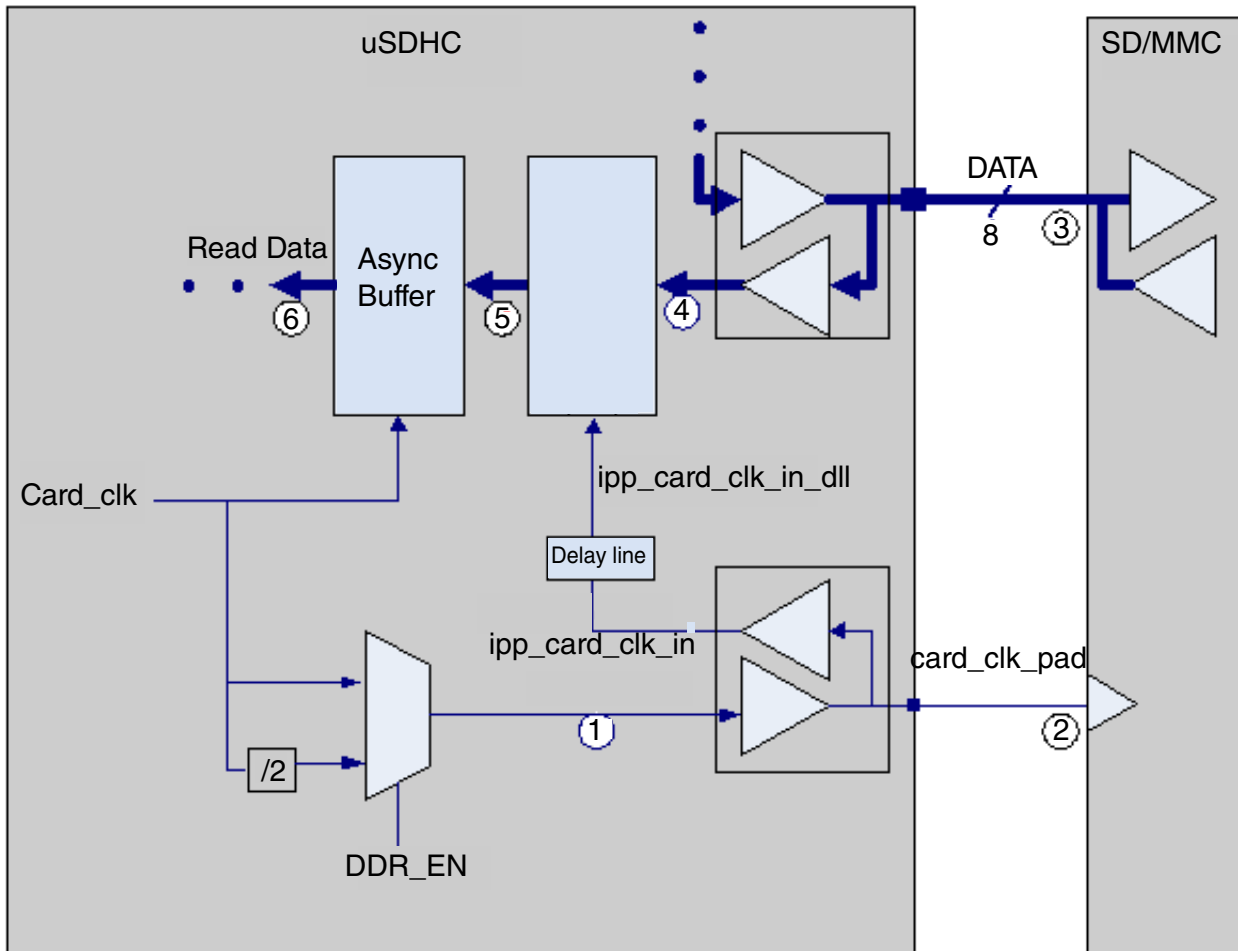 uSDHC
SD/MMC
DATA
8
3
Read Data
Async
Buffer
6
5
4
Card_clk
ipp_card_clk_in_dll
Delay line
ipp_card_clk_in
card_clk_pad
1
2
/2
DDR_EN